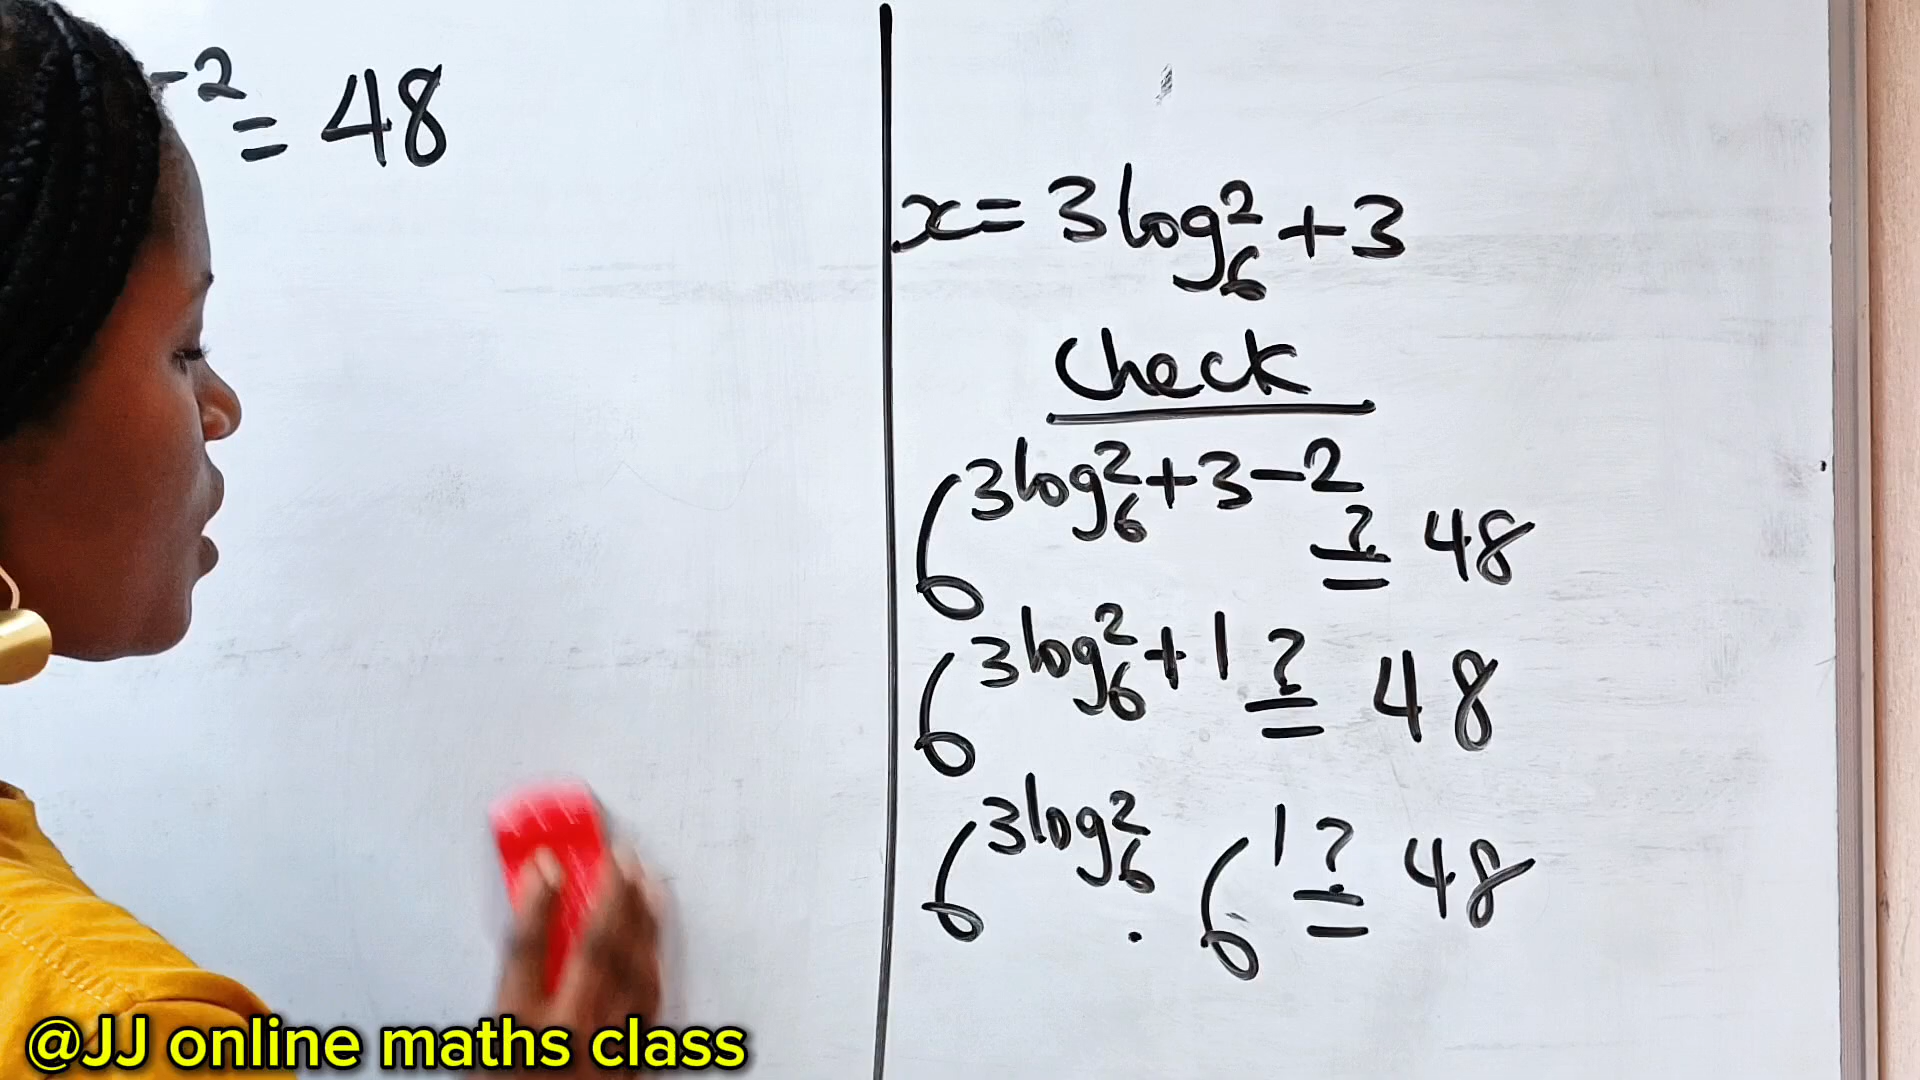 -2 = 48
x = 3log₆² + 3
Check
6^(3log₆² + 3 - 2) ≟ 48
6^(3log₆² + 1) ≟ 48
6^(3log₆²) . 6^1 ≟ 48
@JJ online maths class